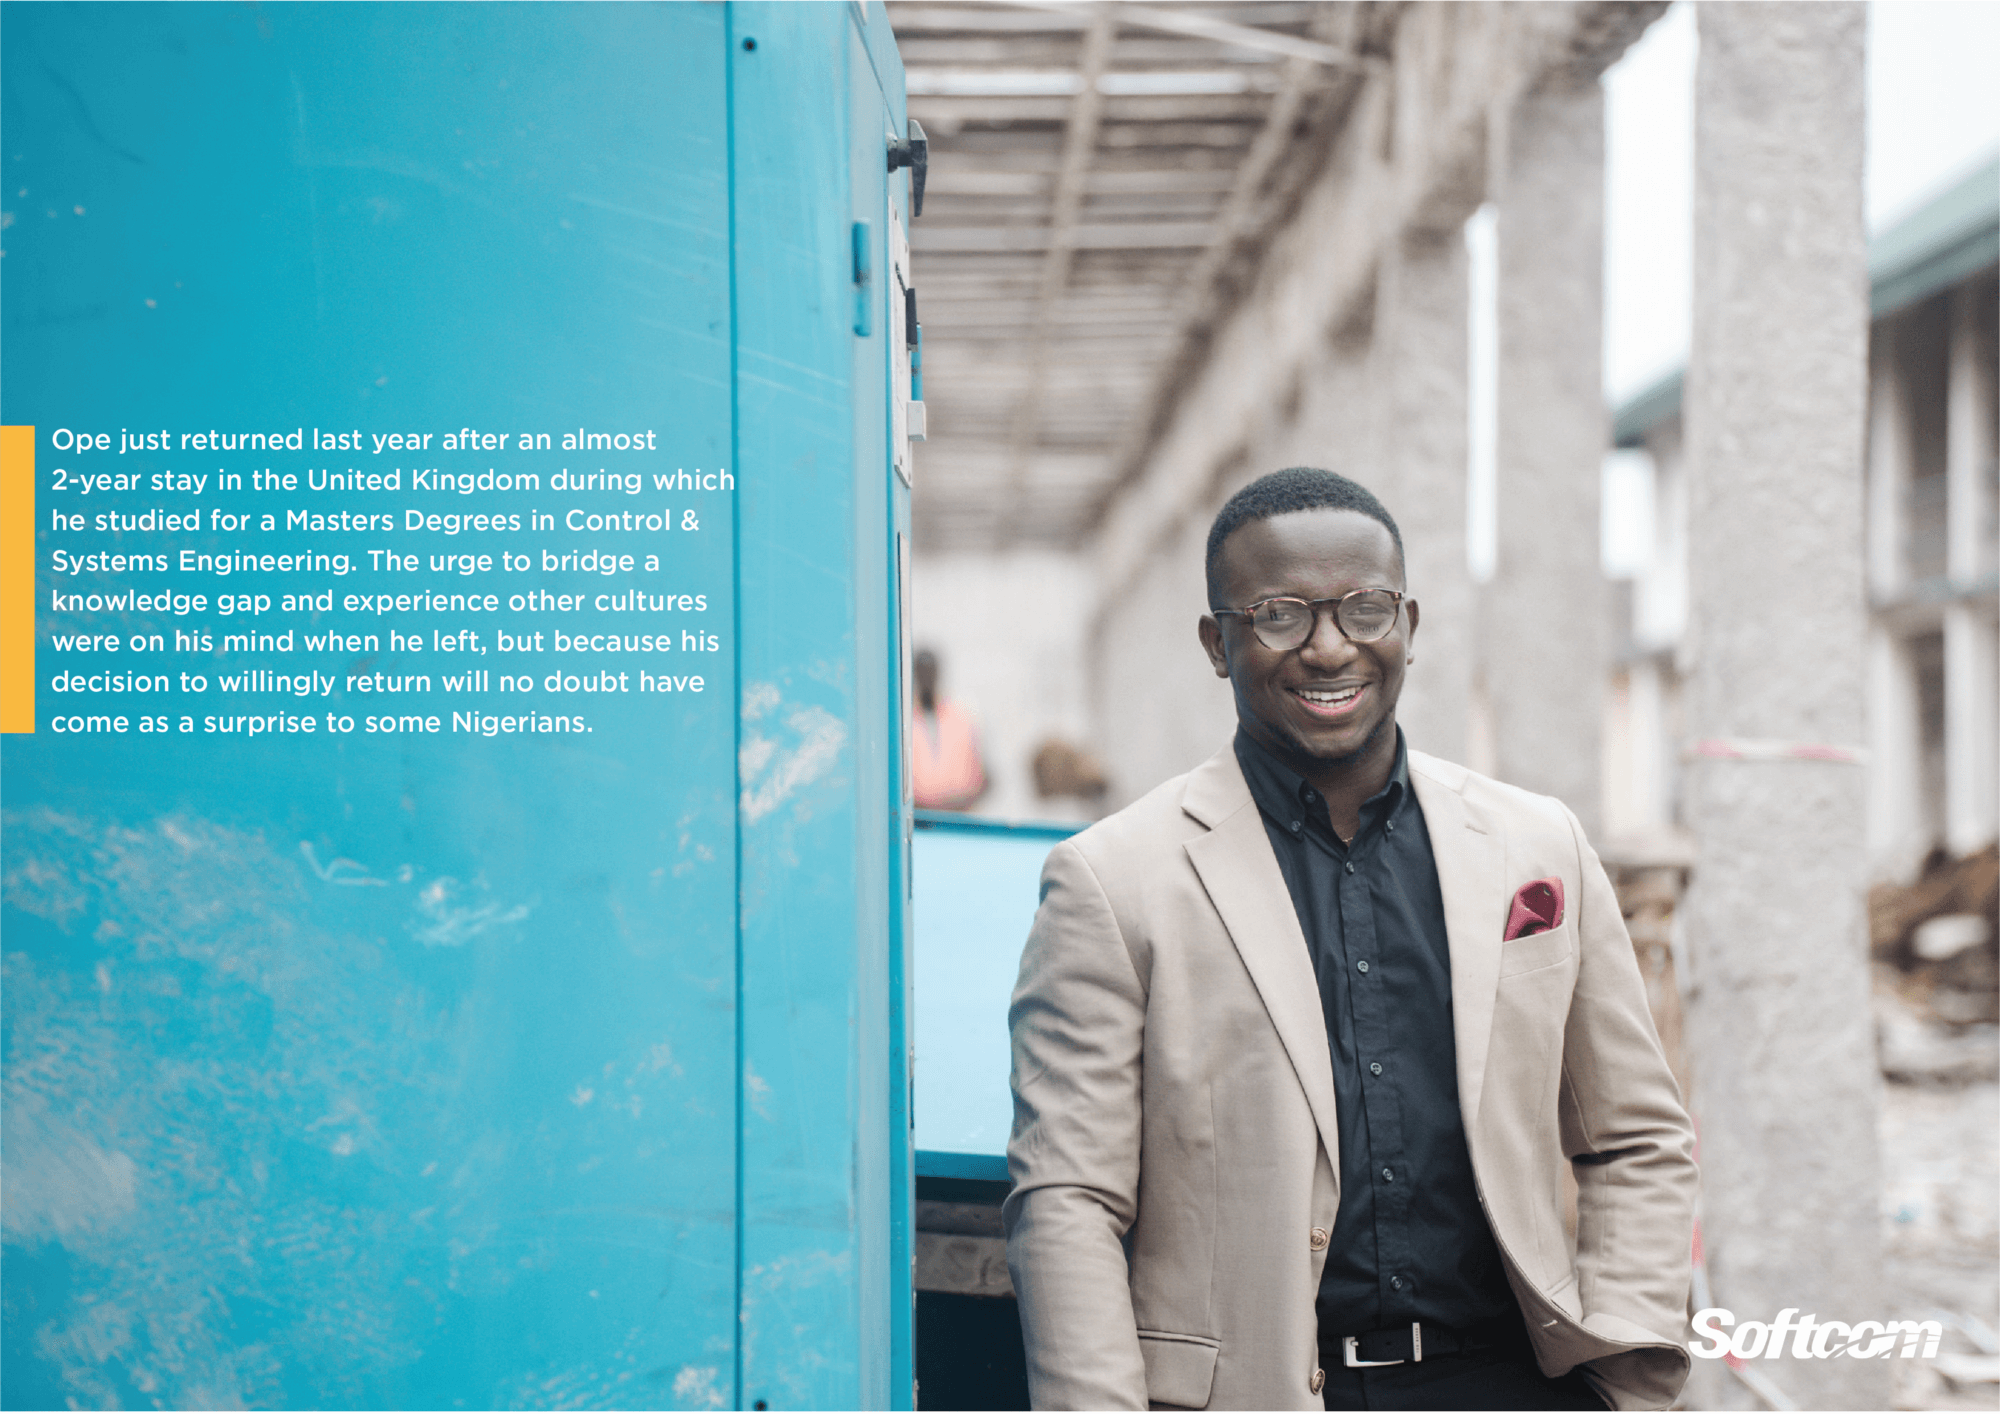 Ope just returned last year after an almost
2-year stay in the United Kingdom during which
he studied for a Masters Degrees in Control &
Systems Engineering. The urge to bridge a
knowledge gap and experience other cultures
were on his mind when he left, but because his
decision to willingly return will no doubt have
come as a surprise to some Nigerians.
Softcom